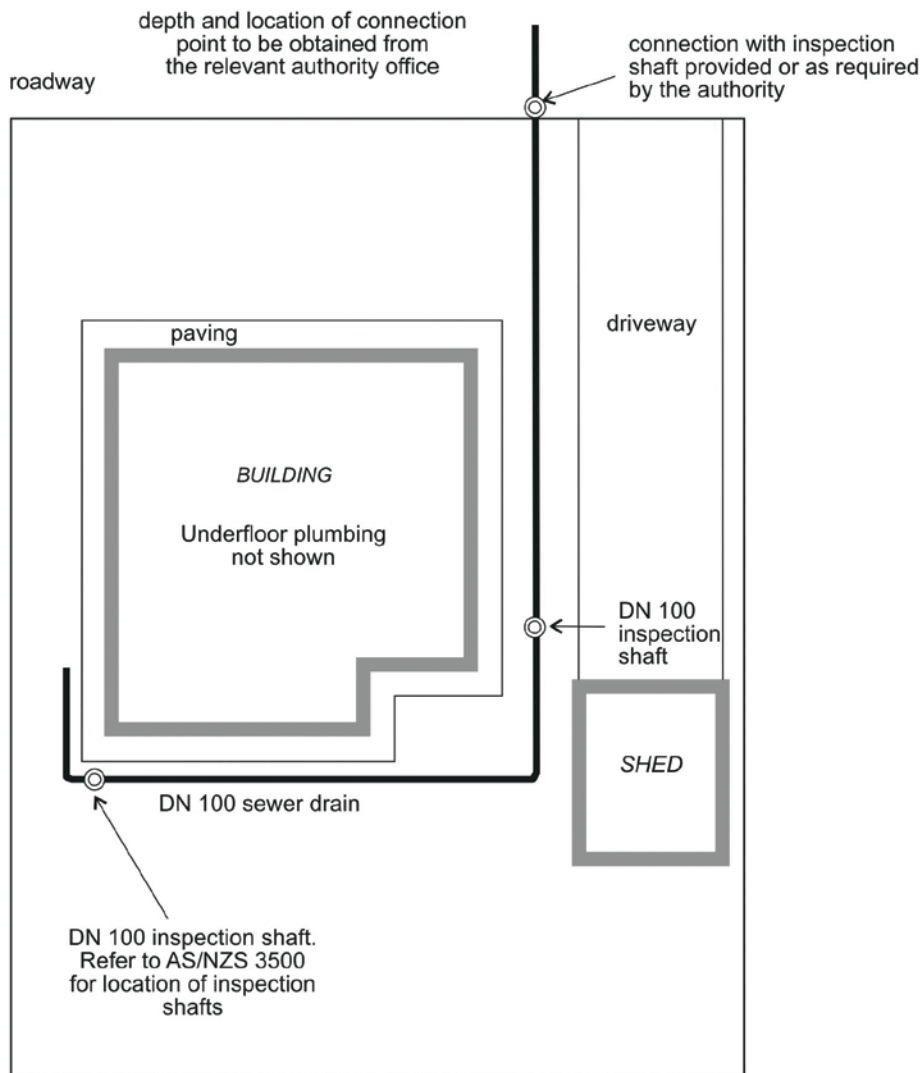 depth and location of connection
point to be obtained from
the relevant authority office
connection with inspection
shaft provided or as required
by the authority
roadway
paving
driveway
BUILDING
Underfloor plumbing
not shown
DN 100
inspection
shaft
SHED
DN 100 sewer drain
DN 100 inspection shaft.
Refer to AS/NZS 3500
for location of inspection
shafts